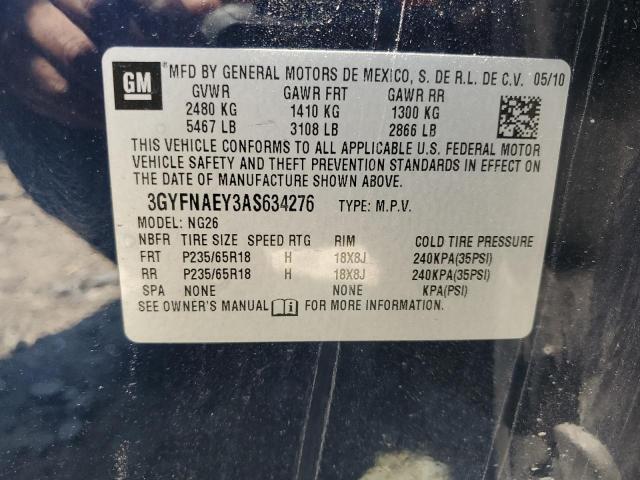 GM
*MFD BY GENERAL MOTORS DE MEXICO, S. DE R.L. DE C.V. 05/10
GVWR GAWR FRT GAWR RR
2480 KG 1410 KG 1300 KG
5467 LB 3108 LB 2866 LB
THIS VEHICLE CONFORMS TO ALL APPLICABLE U.S. FEDERAL MOTOR
VEHICLE SAFETY AND THEFT PREVENTION STANDARDS IN EFFECT ON
THE DATE OF MANUFACTURE SHOWN ABOVE.
3GYFNAEY3AS634276 TYPE: M.P.V.
MODEL: NG26
NBFR TIRE SIZE SPEED RTG RIM COLD TIRE PRESSURE
FRT P235/65R18 H 18X8J 240KPA(35PSI)
RR P235/65R18 H 18X8J 240KPA(35PSI)
SPA NONE NONE KPA(PSI)
SEE OWNER'S MANUAL FOR MORE INFORMATION.